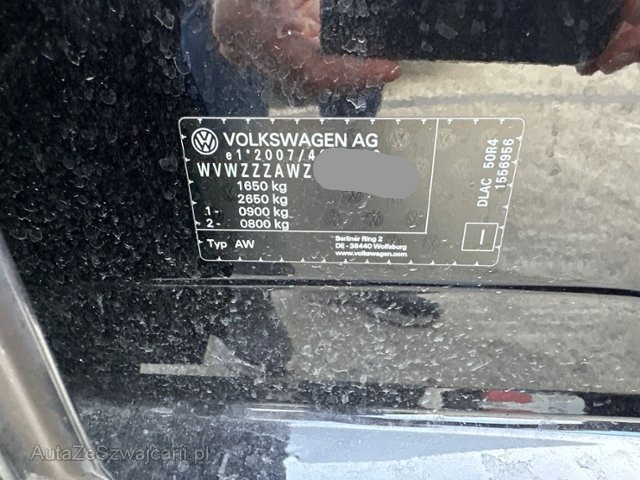 VOLKSWAGEN AG
e1*2007/4
WVWZZZAWZ
1650 kg
2650 kg
1 - 0900 kg
2 - 0800 kg
Typ AW
Berliner Ring 2
DE - 38440 Wolfsburg
www.volkswagen.com
DLAC 50R4
1556956
I
AutaZeSzwajcarii.pl